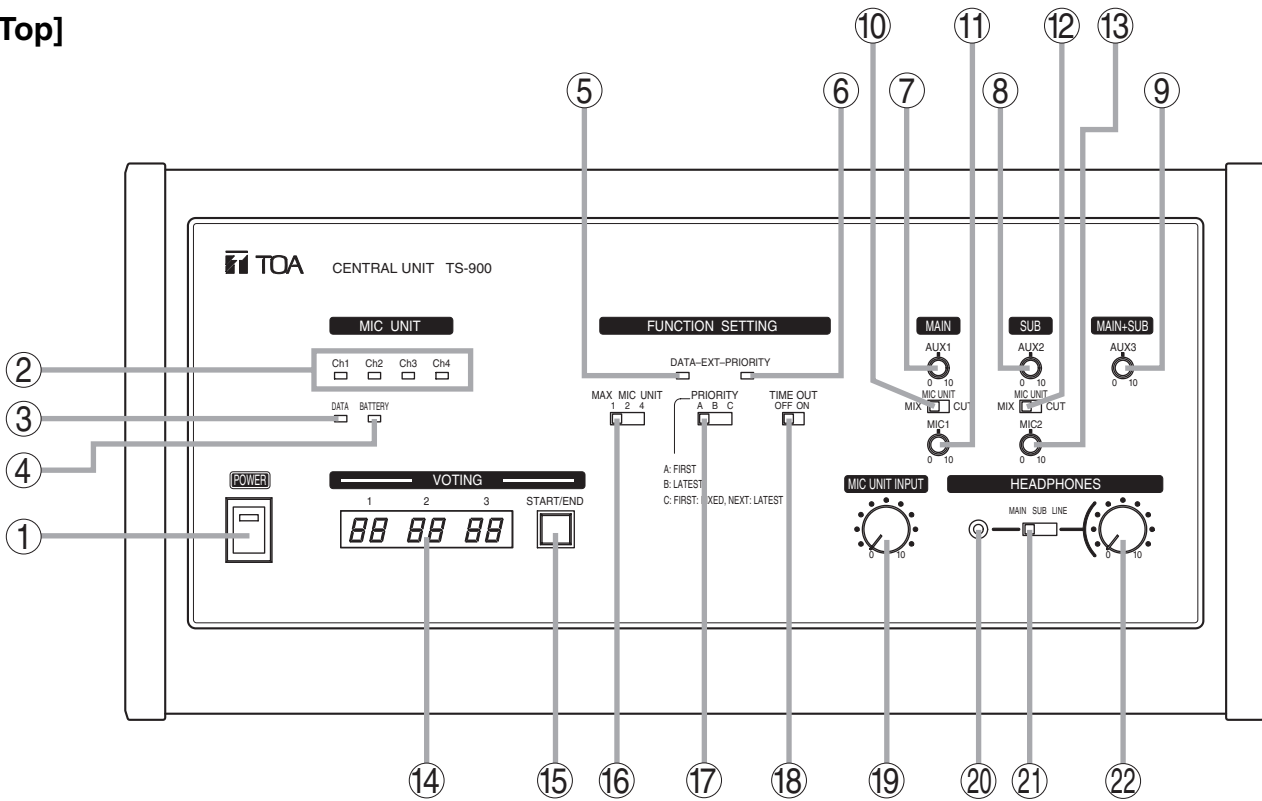 Top]
⑩ ⑪ ⑫ ⑬
⑤ ⑥ ⑦ ⑧ ⑨
TOA CENTRAL UNIT TS-900
MIC UNIT
FUNCTION SETTING
MAIN
SUB
MAIN+SUB
② Ch1 Ch2 Ch3 Ch4
DATA–EXT–PRIORITY
AUX1
AUX2
AUX3
0 10
0 10
0 10
③ DATA BATTERY
④
MAX MIC UNIT
1 2 4
PRIORITY
A B C
TIME OUT
OFF ON
MIC UNIT
MIX CUT
MIC UNIT
MIX CUT
MIC1
MIC2
0 10
0 10
A: FIRST
B: LATEST
C: FIRST: FIXED, NEXT: LATEST
POWER
VOTING
1 2 3 START/END
88 88 88
①
MIC UNIT INPUT
0 10
HEADPHONES
MAIN SUB LINE
0 10
⑭ ⑮ ⑯ ⑰ ⑱ ⑲ ⑳ ㉑ ㉒